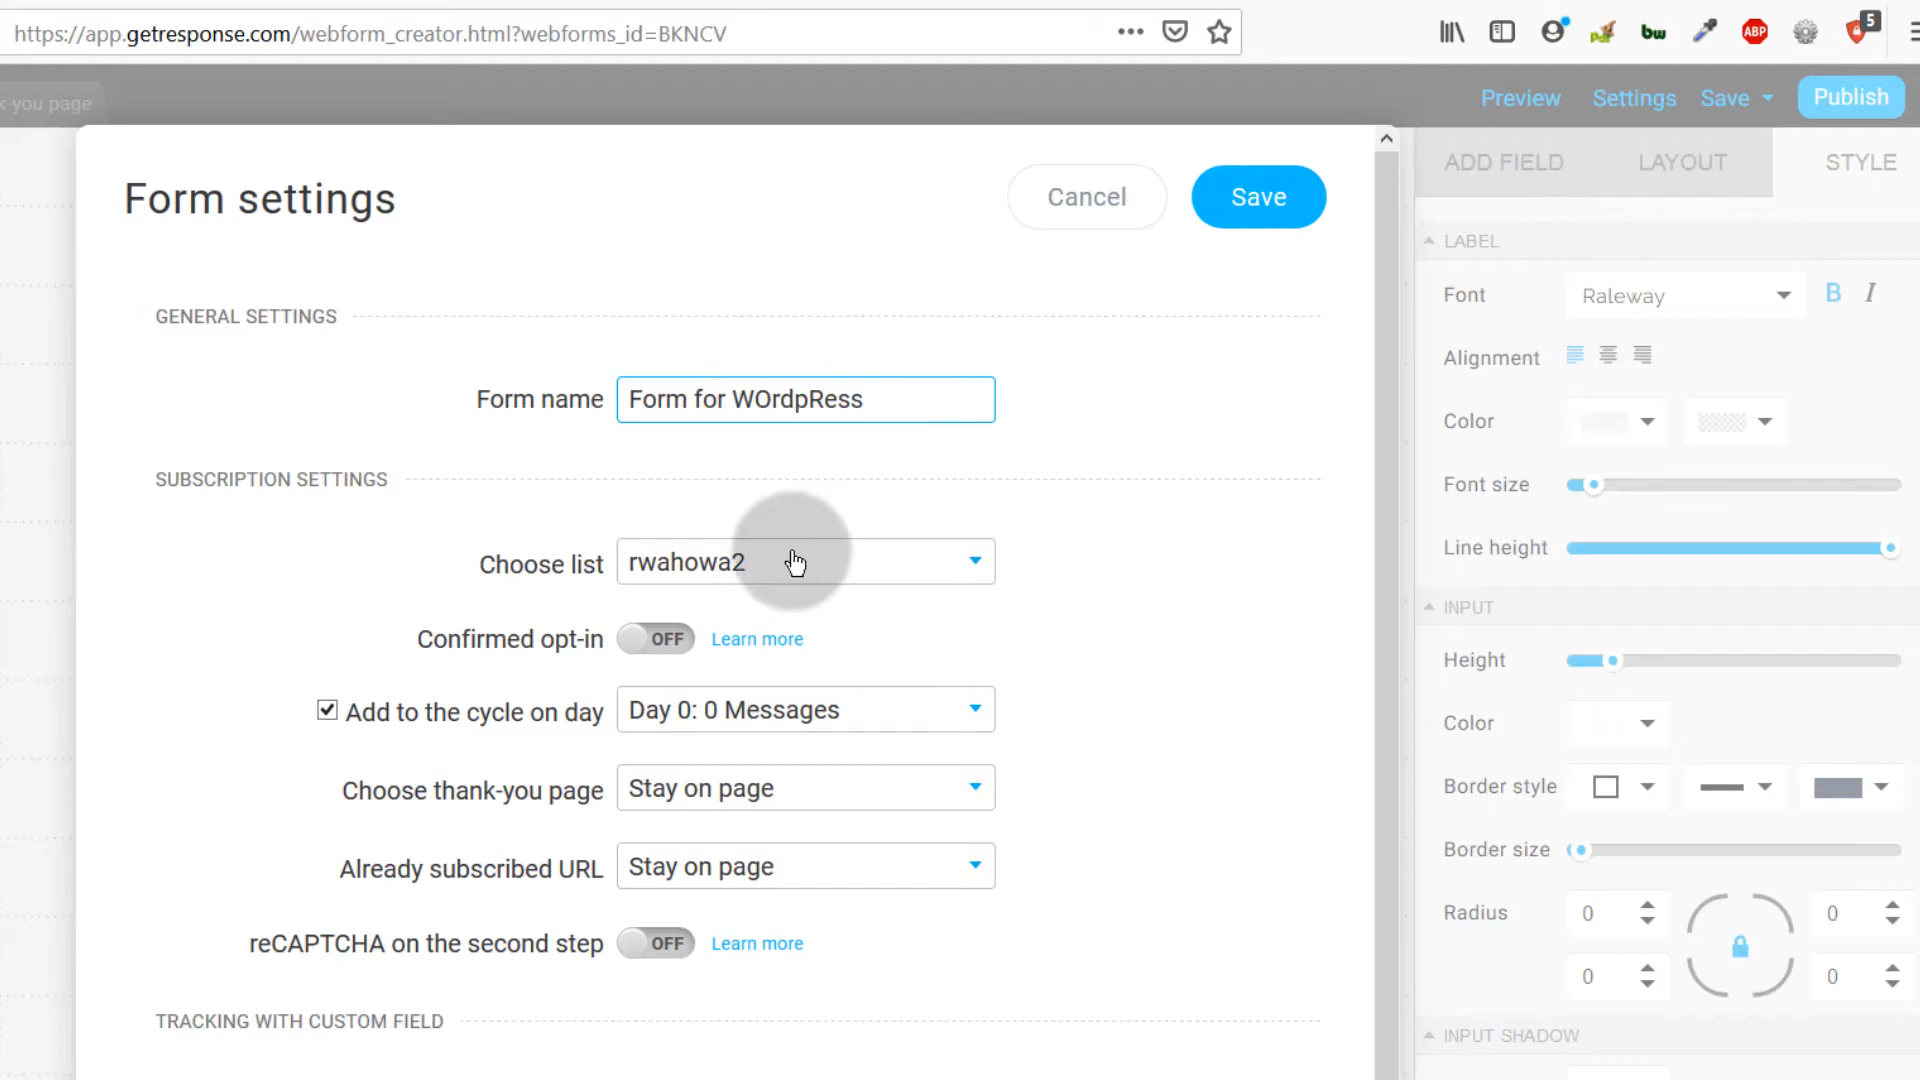 https://app.getresponse.com/webform_creator.html?webforms_id=BKNCV
bw
ABP
5
k-you page
Preview
Settings
Save
Publish
Form settings
Cancel
Save
GENERAL SETTINGS
Form name
Form for WOrdpRess
SUBSCRIPTION SETTINGS
Choose list
rwahowa2
Confirmed opt-in
OFF
Learn more
Add to the cycle on day
Day 0: 0 Messages
Choose thank-you page
Stay on page
Already subscribed URL
Stay on page
reCAPTCHA on the second step
OFF
Learn more
TRACKING WITH CUSTOM FIELD
ADD FIELD
LAYOUT
STYLE
LABEL
Font
Raleway
B
I
Alignment
Color
Font size
Line height
INPUT
Height
Color
Border style
Border size
Radius
0
0
0
0
INPUT SHADOW